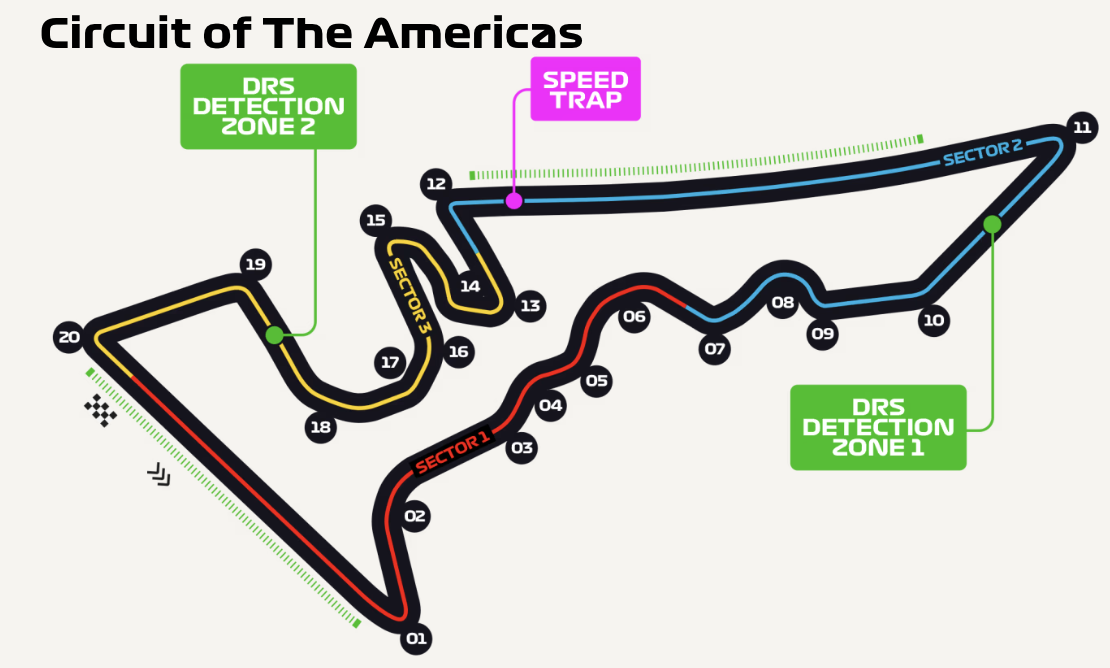 Circuit of The Americas
DRS
DETECTION
ZONE 2
SPEED
TRAP
11
SECTOR 2
12
15
19
14
13
SECTOR 3
08
06
09
10
07
20
16
17
05
04
18
DRS
DETECTION
ZONE 1
03
SECTOR 1
02
01